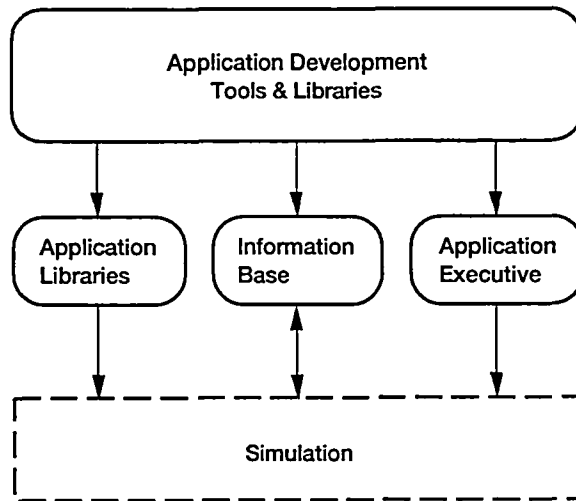 Application Development
Tools & Libraries
Application
Libraries
Information
Base
Application
Executive
Simulation